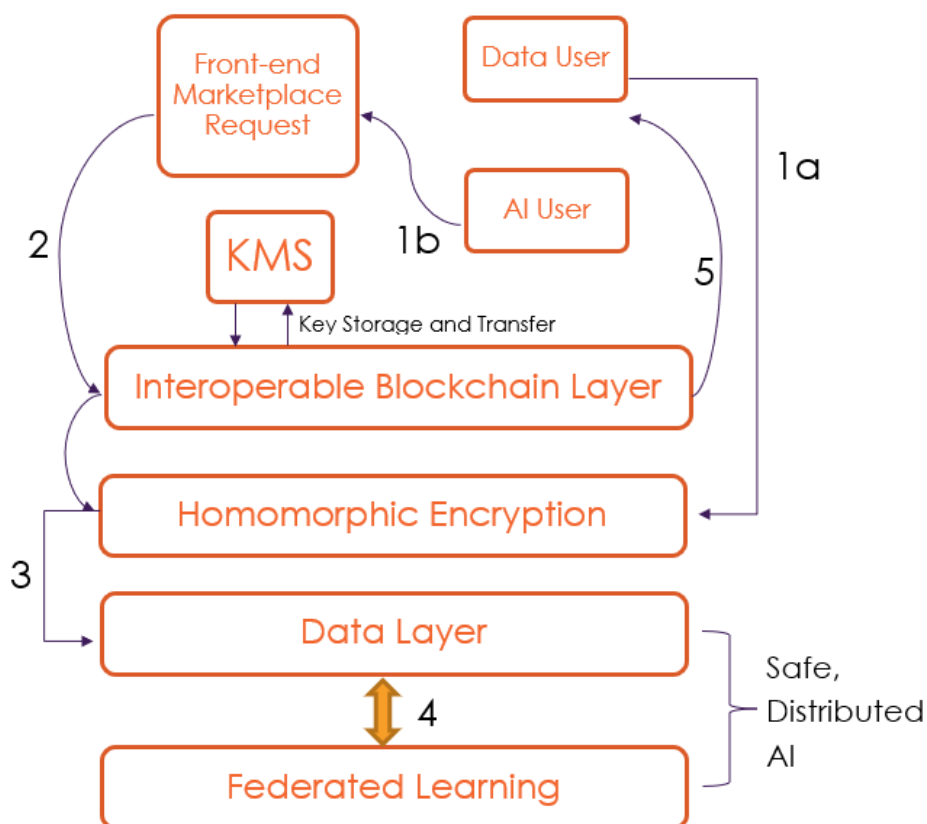 Front-end
Marketplace
Request
Data User
1a
AI User
1b
2
KMS
5
Key Storage and Transfer
Interoperable Blockchain Layer
Homomorphic Encryption
3
Data Layer
4
Safe,
Distributed
AI
Federated Learning